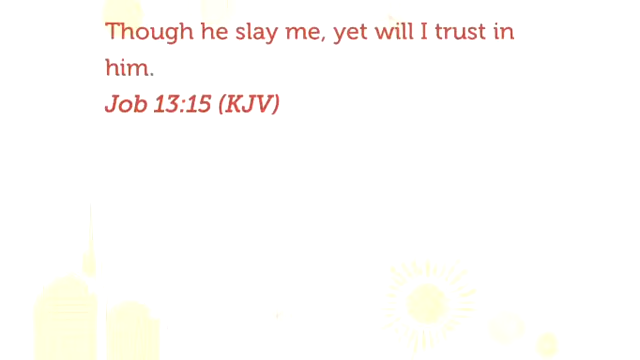 Though he slay me, yet will I trust in
him.
Job 13:15 (KJV)